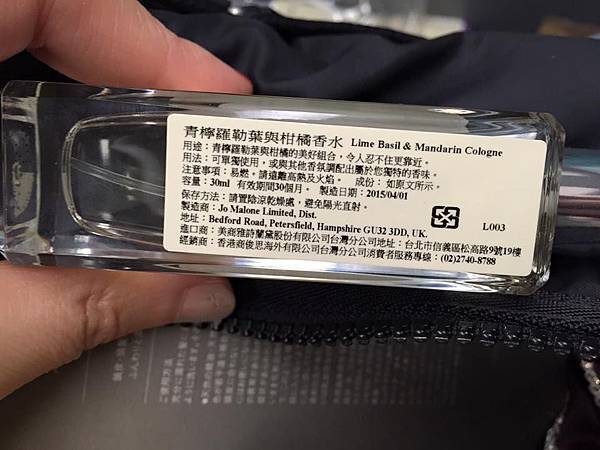 青檸羅勒葉與柑橘香水 Lime Basil & Mandarin Cologne
用途：青檸羅勒葉與柑橘的美好組合，令人忍不住更靠近。
用法：可單獨使用，或與其他香氛調配出屬於您獨特的香味。
注意事項：易燃。請遠離高熱及火焰。 成份：如原文所示。
容量：30ml 有效期間30個月。 製造日期：2015/04/01
保存方法：請置陰涼乾燥處，避免陽光直射。
製造商：Jo Malone Limited, Dist.
L003
地址：Bedford Road, Petersfield, Hampshire GU32 3DD, UK.
進口商：美商雅詩蘭黛股份有限公司台灣分公司地址：台北市信義區松高路9號19樓
經銷商：香港商俊思海外有限公司台灣分公司消費者服務專線：(02)2740-8788